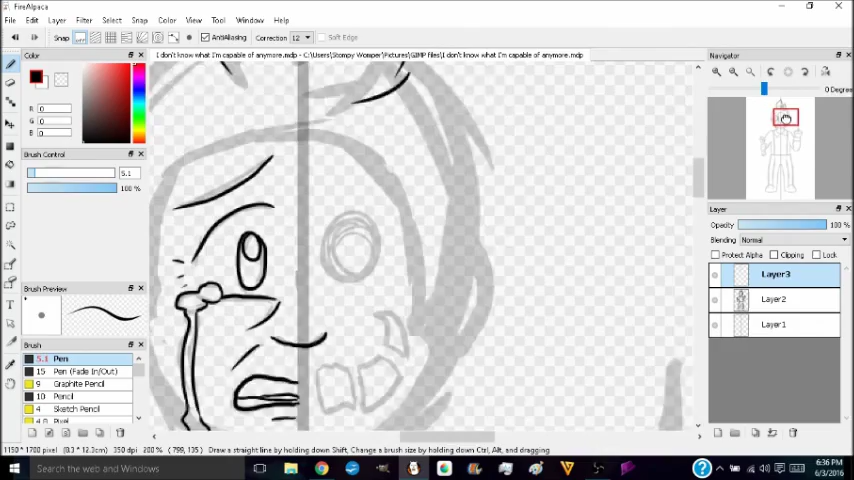 FireAlpaca
File Edit Layer Filter Select Snap Color View Tool Window Help
Snap AntiAliasing Correction 12 Soft Edge
Color
I don't know what I'm capable of anymore.mdp - C:\Users\Stompy Womper\Pictures\GIMP files\I don't know what I'm capable of anymore.mdp
Navigator
0 Degree
R 0
G 0
B 0
Brush Control
5.1
100 %
Layer
Opacity 100 %
Blending Normal
Protect Alpha Clipping Lock
Layer3
Layer2
Layer1
Brush Preview
Brush
5.1 Pen
15 Pen (Fade In/Out)
9 Graphite Pencil
10 Pencil
4 Sketch Pencil
1150 * 1700 pixel (8.3 * 12.3cm) 350 dpi 200 % (799, 135) Draw a straight line by holding down Shift, Change a brush size by holding down Ctrl, Alt, and dragging
Search the web and Windows
6:36 PM
6/3/2016